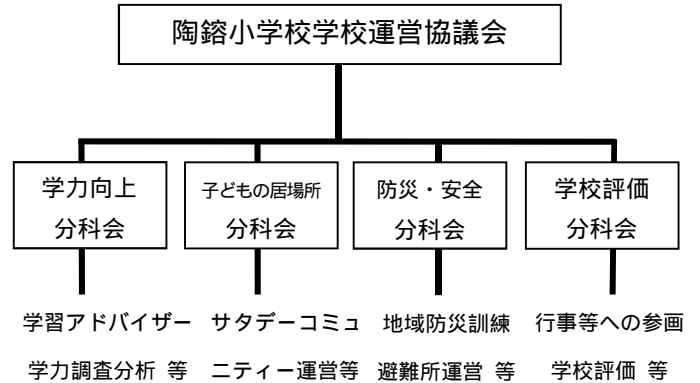 陶鎔小学校学校運営協議会
学力向上
分科会
子どもの居場所
分科会
防災・安全
分科会
学校評価
分科会
学習アドバイザー
学力調査分析 等
サタデーコミュ
ニティー運営等
地域防災訓練
避難所運営 等
行事等への参画
学校評価 等